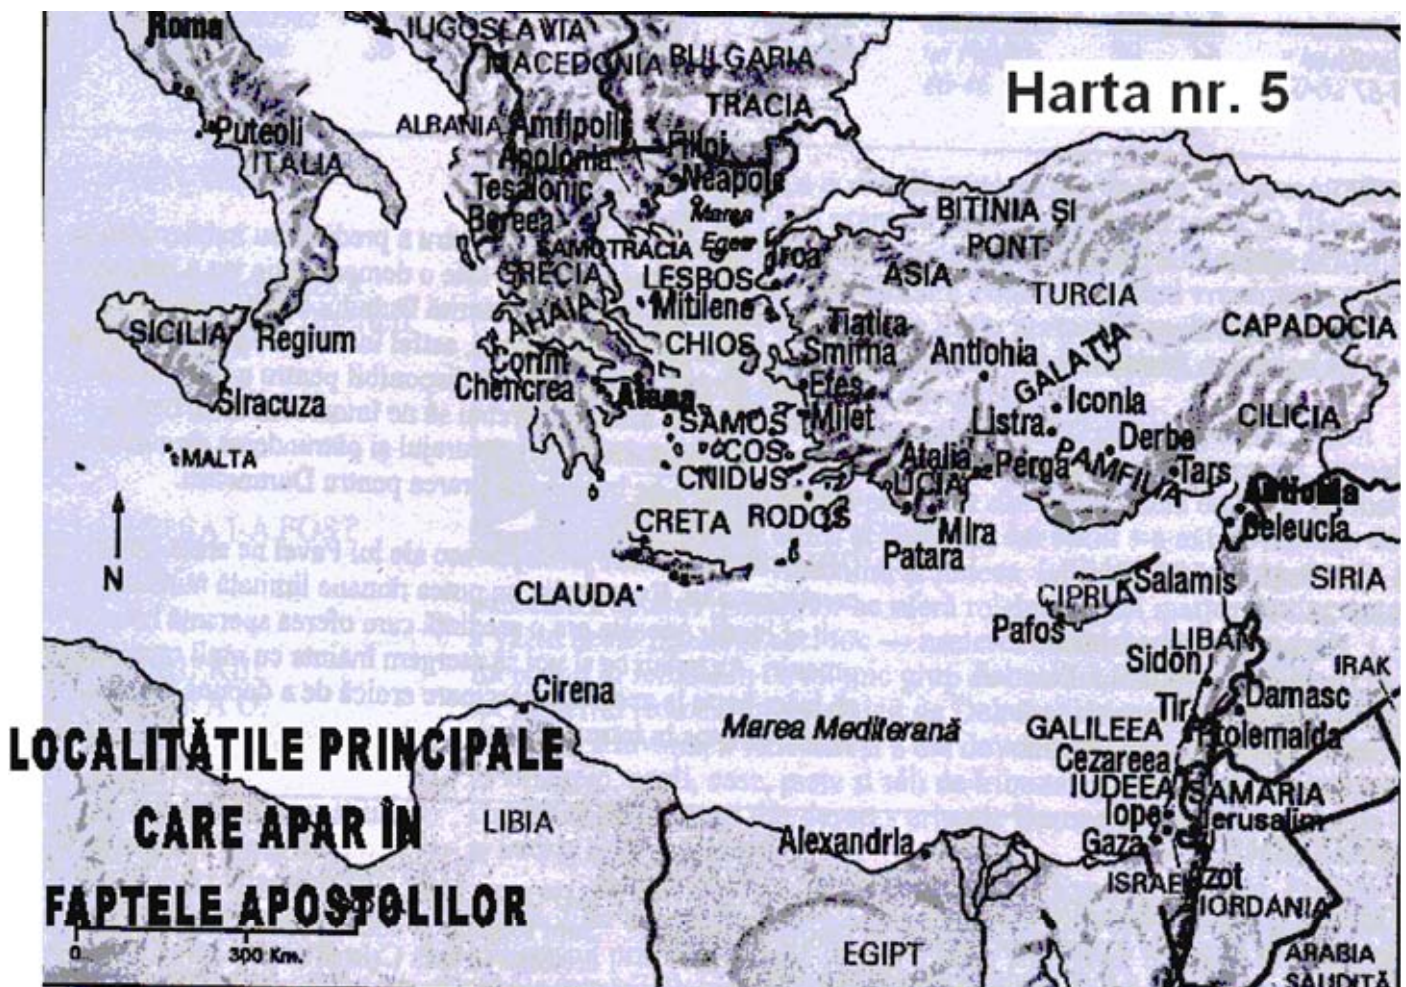 Harta nr. 5
Roma
IUGOSLAVIA
MACEDONIA
BULGARIA
TRACIA
ALBANIA
Amfipoli
Apolonia
Filipi
Neapole
Puteoli
ITALIA
Tesalonic
Bereea
Marea
Egee
SAMOTRACIA
Troa
GRECIA
LESBOS
Mitilene
BITINIA ȘI
PONT
ASIA
TURCIA
CAPADOCIA
SICILIA
Regium
AHAIA
CHIOS
Tiatira
Smirna
Antiohia
GALATIA
Corint
Chencrea
Atena
Efes
Milet
Iconia
Listra
Derbe
CILICIA
Siracuza
SAMOS
COS
CNIDUS
Atalia
LICIA
Perga
PAMFILIA
Tars
MALTA
Antiohia
Seleucia
CRETA
RODOS
Mira
Patara
N
CLAUDA
CIPRU
Salamis
Pafos
SIRIA
LIBAN
Sidon
IRAK
Cirena
Damasc
Tir
Marea Mediterană
GALILEEA
Ptolemaida
Cezareea
IUDEEA
SAMARIA
Iope
Ierusalim
Gaza
LOCALITĂȚILE PRINCIPALE
CARE APAR ÎN
FAPTELE APOSTOLILOR
LIBIA
Alexandria
ISRAEL
Azot
IORDANIA
EGIPT
ARABIA
SAUDITĂ
0
300 Km.